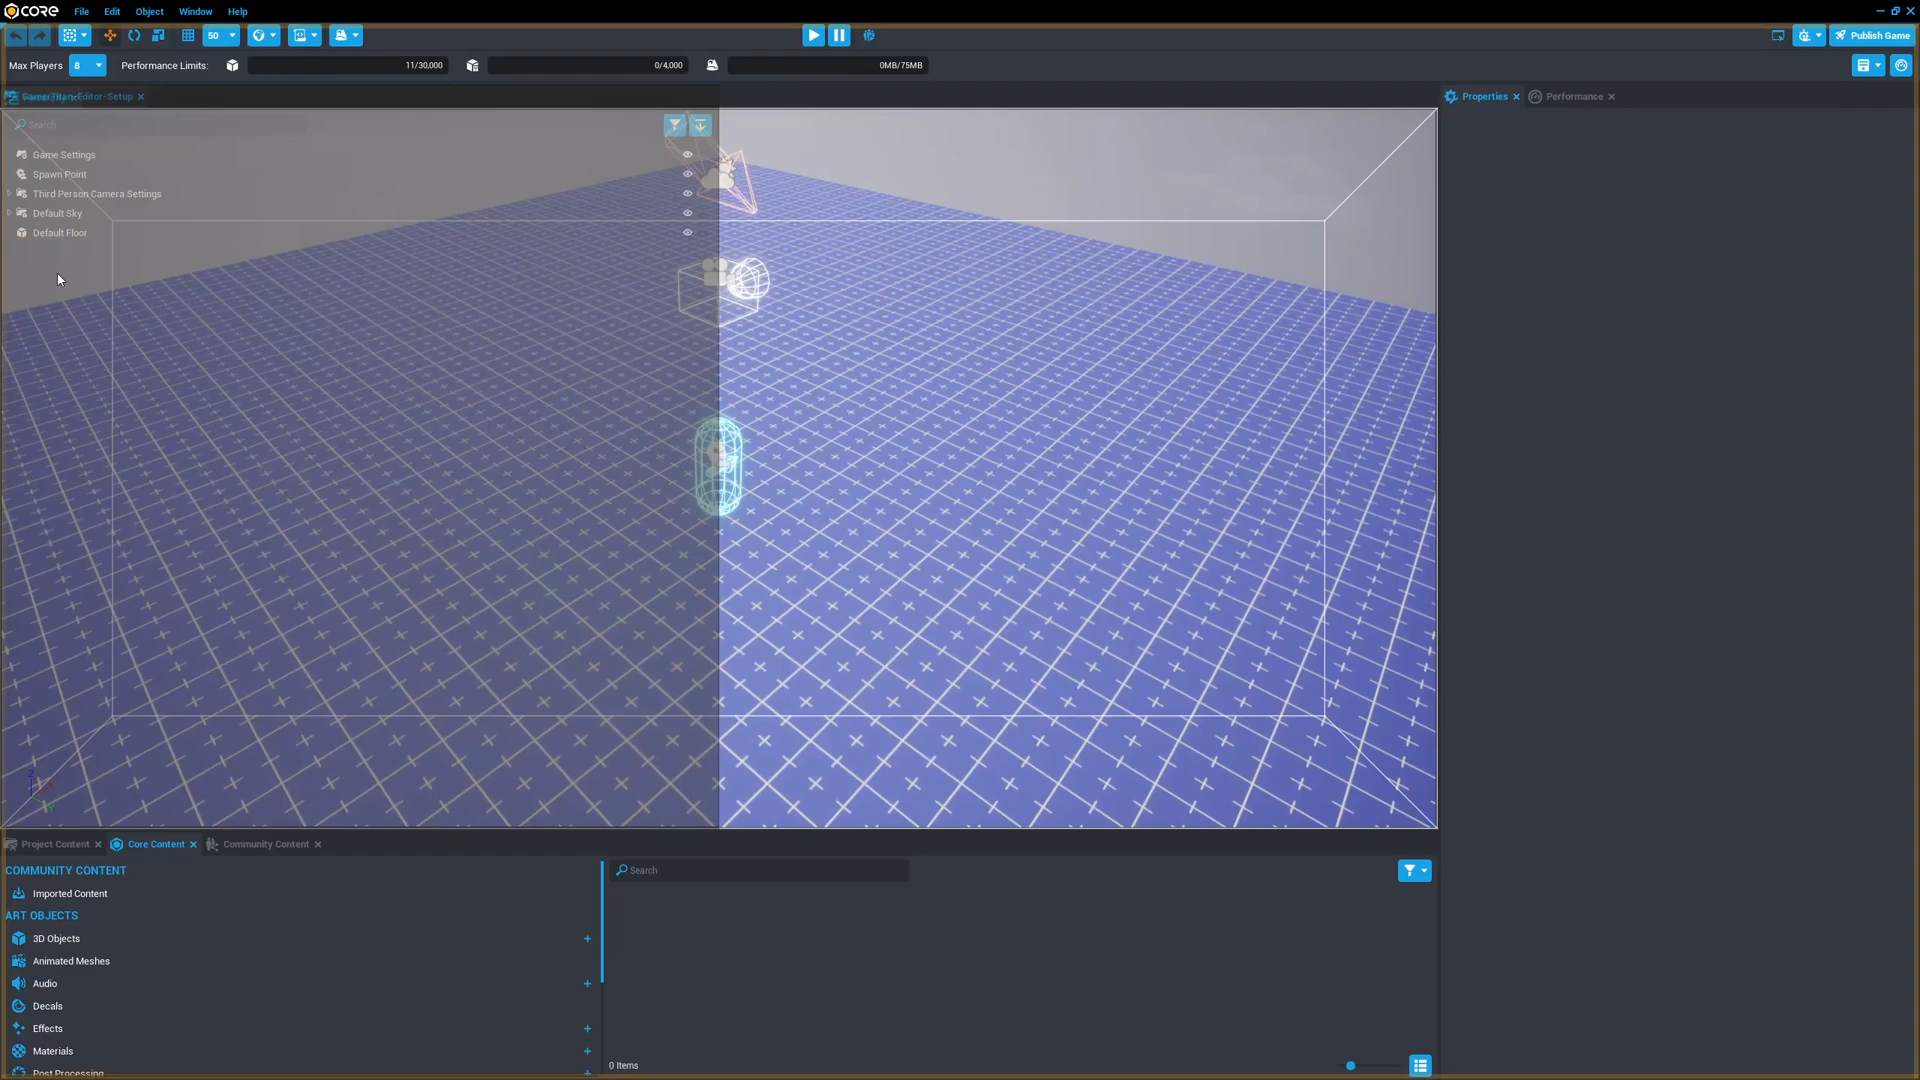 CORE File Edit Object Window Help
50 Publish Game
Max Players 8 Performance Limits: 11/30,000 0/4,000 0MB/75MB
GamerTitan-Editor-Setup Properties Performance
Search
Game Settings
Spawn Point
Third Person Camera Settings
Default Sky
Default Floor
Z
Project Content Core Content Community Content
COMMUNITY CONTENT Search
Imported Content
ART OBJECTS
3D Objects
Animated Meshes
Audio
Decals
Effects
Materials
0 Items
Post Processing